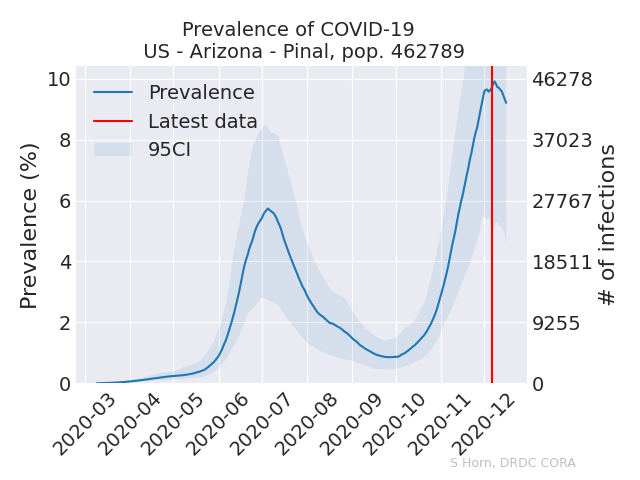 Prevalence of COVID-19
US - Arizona - Pinal, pop. 462789
Prevalence
Latest data
95CI
Prevalence (%)
10
8
6
4
2
0
46278
37023
27767
18511
9255
0
# of infections
2020-03
2020-04
2020-05
2020-06
2020-07
2020-08
2020-09
2020-10
2020-11
2020-12
S Horn, DRDC CORA